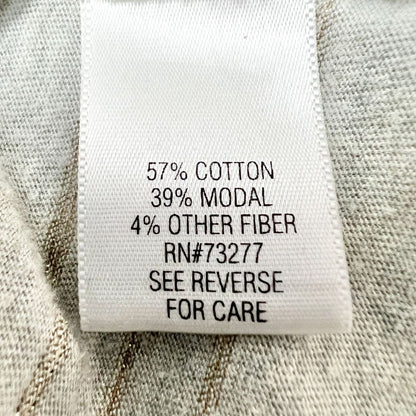 57% COTTON
39% MODAL
4% OTHER FIBER
RN#73277
SEE REVERSE
FOR CARE